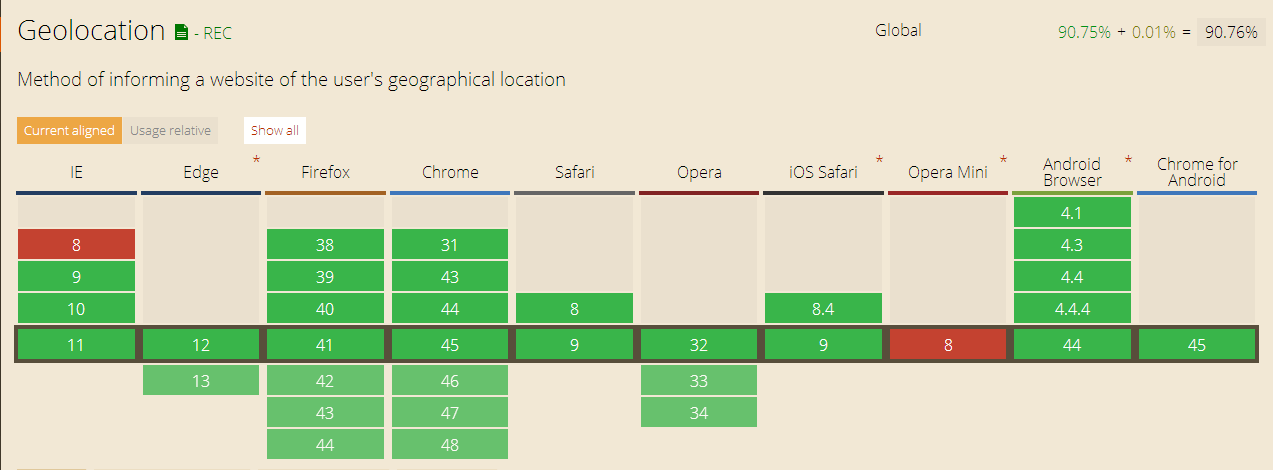 Geolocation - REC Global 90.75% + 0.01% = 90.76%
Method of informing a website of the user's geographical location
Current aligned Usage relative Show all
IE Edge * Firefox Chrome Safari Opera iOS Safari * Opera Mini * Android Browser * Chrome for Android
4.1
8 38 31 4.3
9 39 43 4.4
10 40 44 8 8.4 4.4.4
11 12 41 45 9 32 9 8 44 45
13 42 46 33
43 47 34
44 48